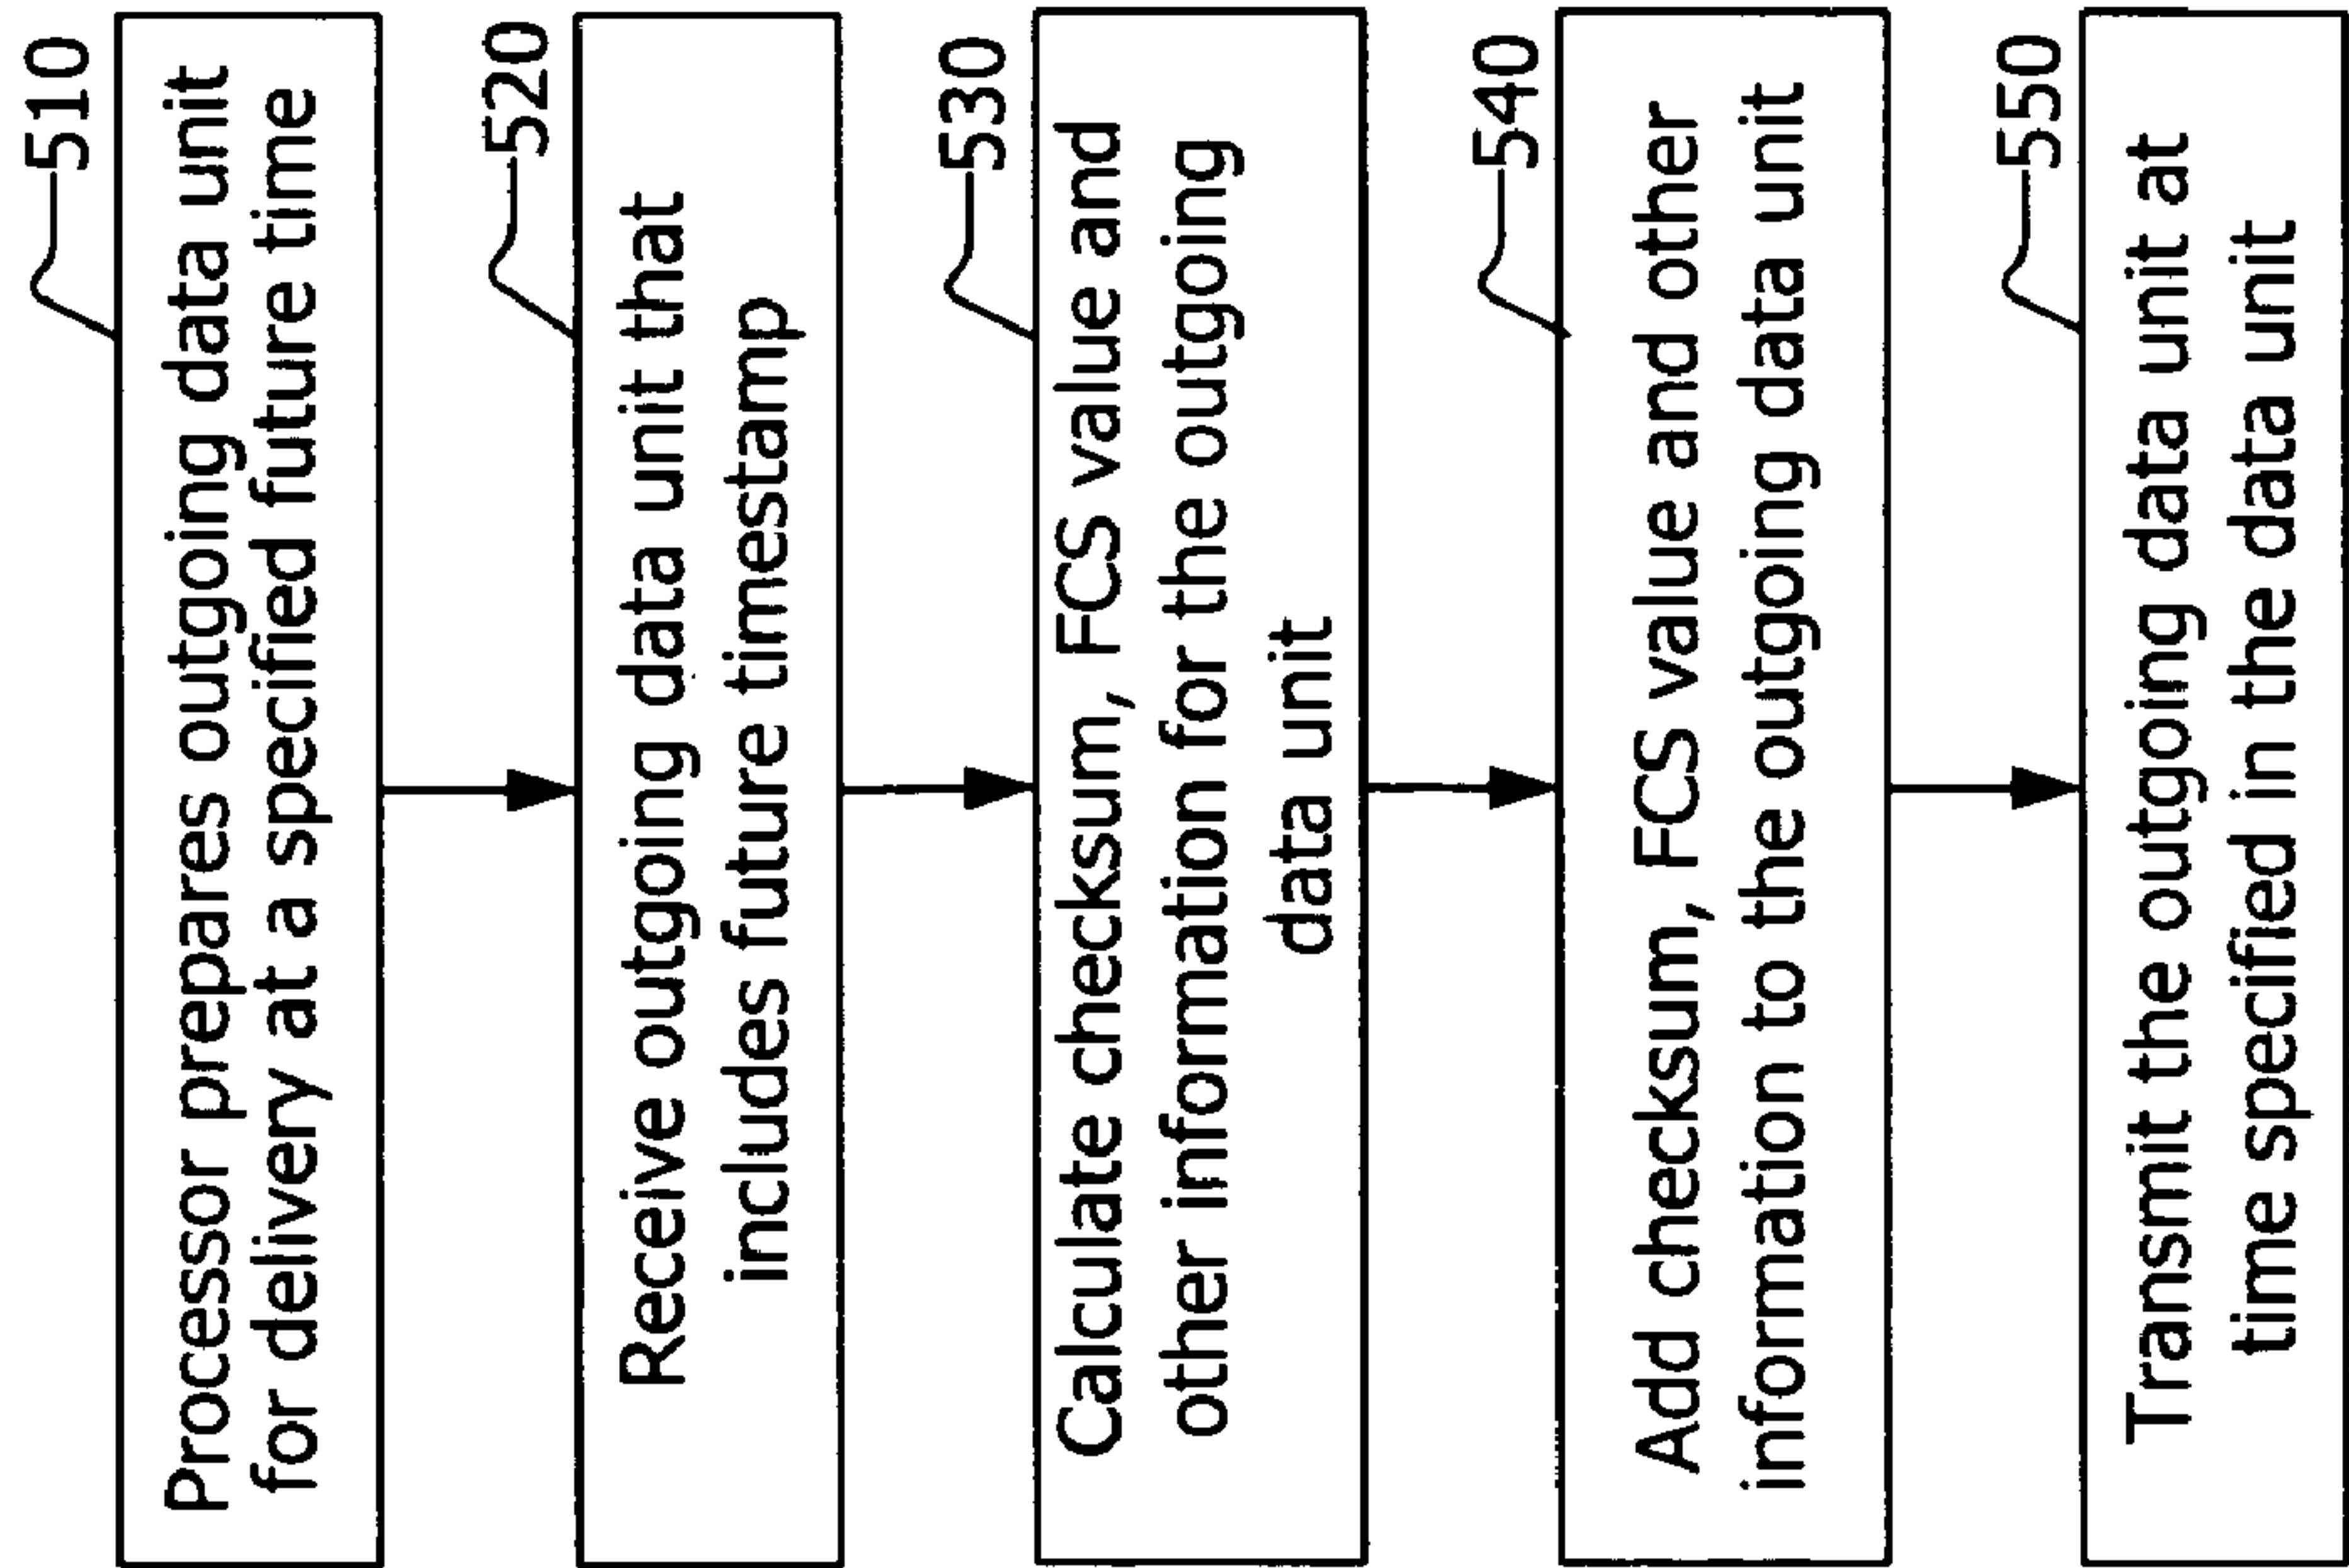 510
Processor prepares outgoing data unit
for delivery at a specified future time
520
Receive outgoing data unit that
includes future timestamp
530
Calculate checksum, FCS value and
other information for the outgoing
data unit
540
Add checksum, FCS value and other
information to the outgoing data unit
550
Transmit the outgoing data unit at
time specified in the data unit